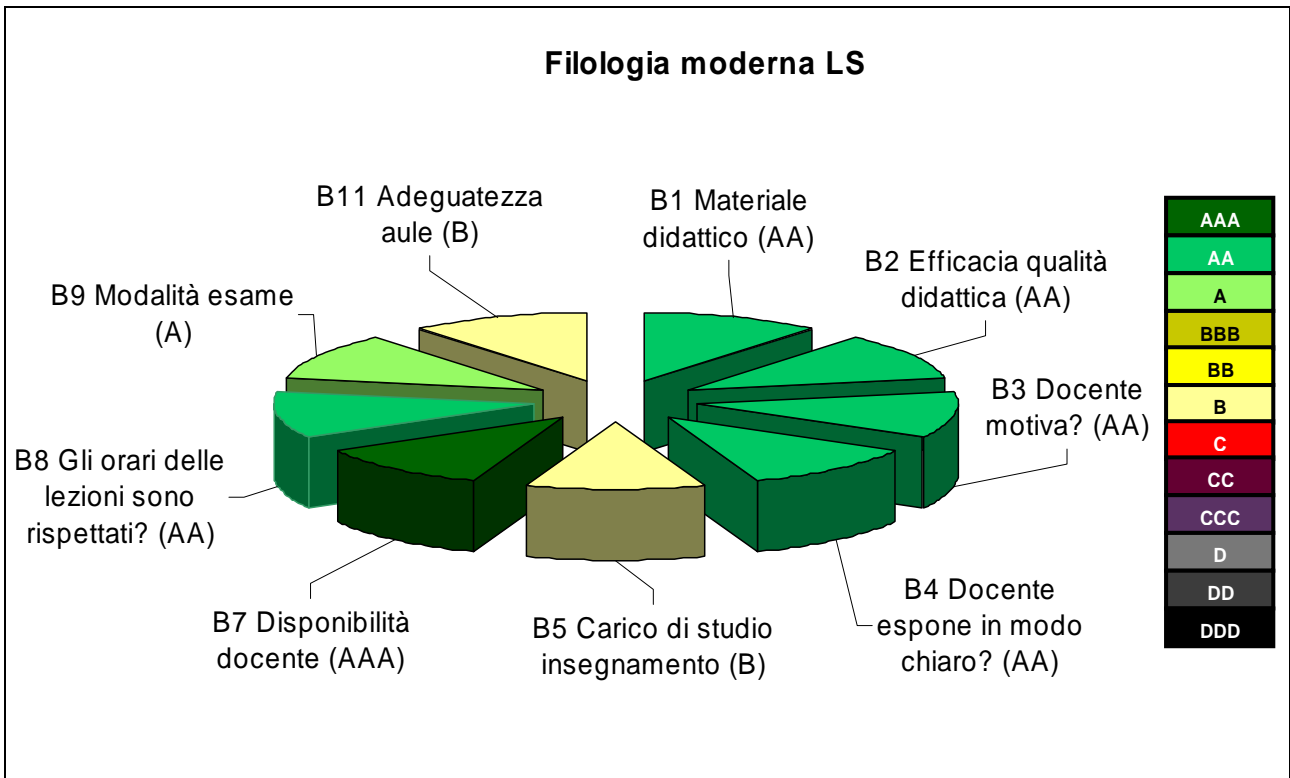 Filologia moderna LS
B11 Adeguatezza
aule (B)
B1 Materiale
didattico (AA)
B2 Efficacia qualità
didattica (AA)
B9 Modalità esame
(A)
B3 Docente
motiva? (AA)
B8 Gli orari delle
lezioni sono
rispettati? (AA)
B4 Docente
espone in modo
chiaro? (AA)
B7 Disponibilità
docente (AAA)
B5 Carico di studio
insegnamento (B)
AAA
AA
A
BBB
BB
B
C
CC
CCC
D
DD
DDD